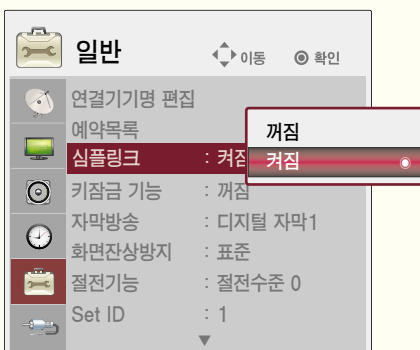 일반 이동 확인
연결기기명 편집
예약목록
심플링크 : 켜짐
키잠금 기능 : 꺼짐
자막방송 : 디지털 자막1
화면잔상방지 : 표준
절전기능 : 절전수준 0
Set ID : 1
꺼짐
켜짐